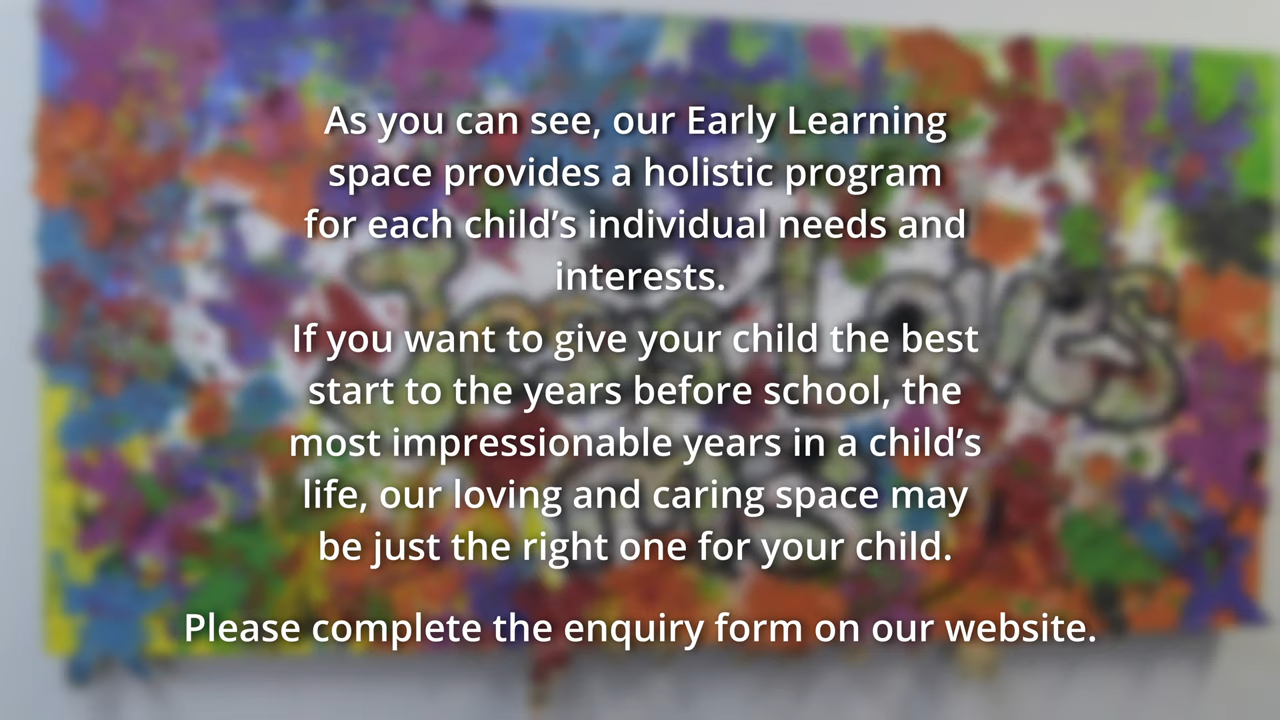 As you can see, our Early Learning
space provides a holistic program
for each child’s individual needs and
interests.
If you want to give your child the best
start to the years before school, the
most impressionable years in a child’s
life, our loving and caring space may
be just the right one for your child.
Please complete the enquiry form on our website.